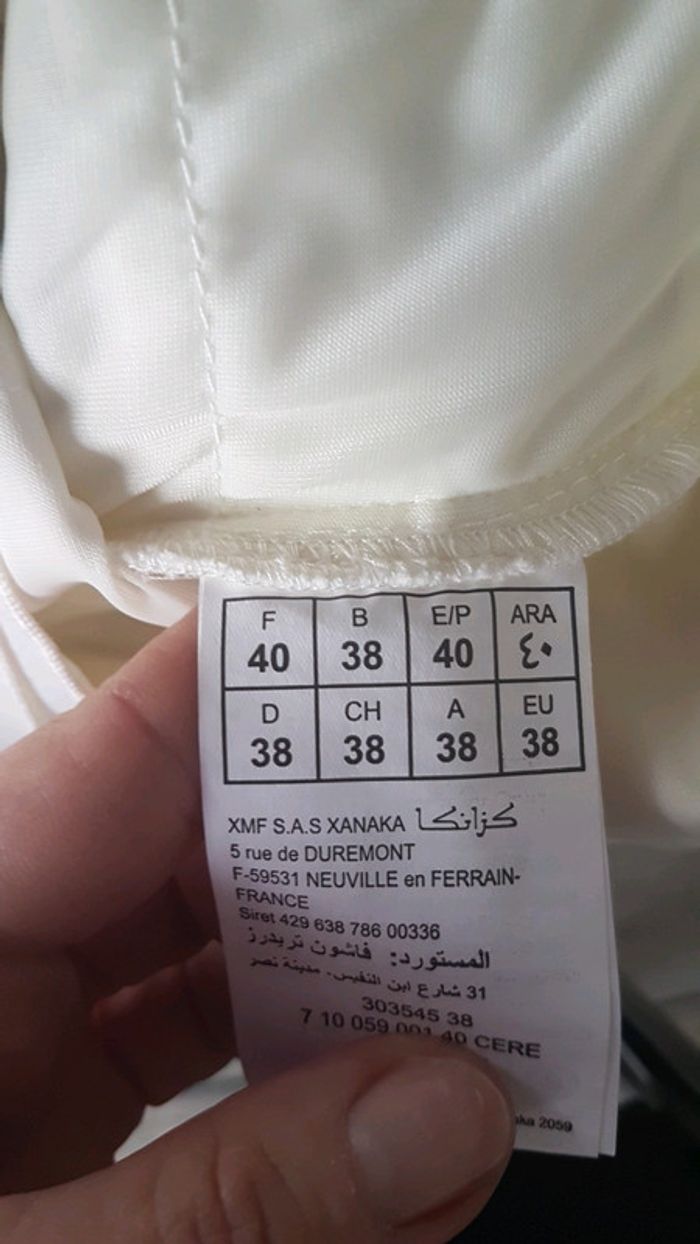 F B E/P ARA
40 38 40 ٤٠
D CH A EU
38 38 38 38
XMF S.A.S XANAKA كزانكا
5 rue de DUREMONT
F-59531 NEUVILLE en FERRAIN-
FRANCE
Siret 429 638 786 00336
المستورد: فاشون تريدرز
31 شارع ابن النفيس - مدينة نصر
303545 38
7 10 059 001 40 CERE
2059